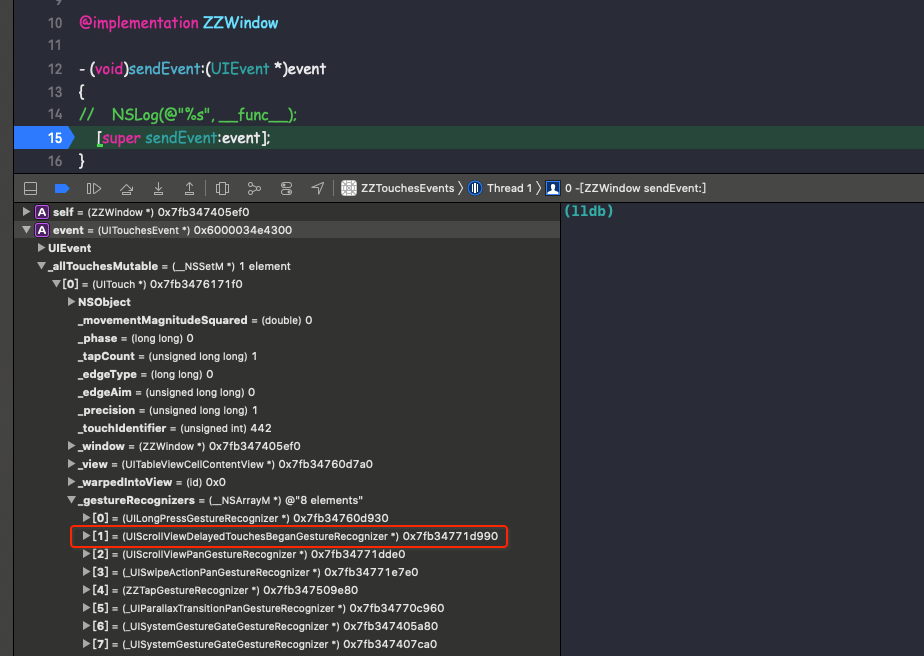 9
10 @implementation ZZWindow
11
12 - (void)sendEvent:(UIEvent *)event
13 {
14 //    NSLog(@"%s", __func__);
15     [super sendEvent:event];
16 }
ZZTouchesEvents 〉 Thread 1 〉 0 -[ZZWindow sendEvent:]
A self = (ZZWindow *) 0x7fb347405ef0
(lldb)
A event = (UITouchesEvent *) 0x6000034e4300
UIEvent
_allTouchesMutable = (__NSSetM *) 1 element
[0] = (UITouch *) 0x7fb3476171f0
NSObject
_movementMagnitudeSquared = (double) 0
_phase = (long long) 0
_tapCount = (unsigned long long) 1
_edgeType = (long long) 0
_edgeAim = (unsigned long long) 0
_precision = (unsigned long long) 1
_touchIdentifier = (unsigned int) 442
_window = (ZZWindow *) 0x7fb347405ef0
_view = (UITableViewCellContentView *) 0x7fb34760d7a0
_warpedIntoView = (id) 0x0
_gestureRecognizers = (__NSArrayM *) @"8 elements"
[0] = (UILongPressGestureRecognizer *) 0x7fb34760d930
[1] = (UIScrollViewDelayedTouchesBeganGestureRecognizer *) 0x7fb34771d990
[2] = (UIScrollViewPanGestureRecognizer *) 0x7fb34771dde0
[3] = (_UISwipeActionPanGestureRecognizer *) 0x7fb34771e7e0
[4] = (ZZTapGestureRecognizer *) 0x7fb347509e80
[5] = (_UIParallaxTransitionPanGestureRecognizer *) 0x7fb34770c960
[6] = (_UISystemGestureGateGestureRecognizer *) 0x7fb347405a80
[7] = (_UISystemGestureGateGestureRecognizer *) 0x7fb347407ca0